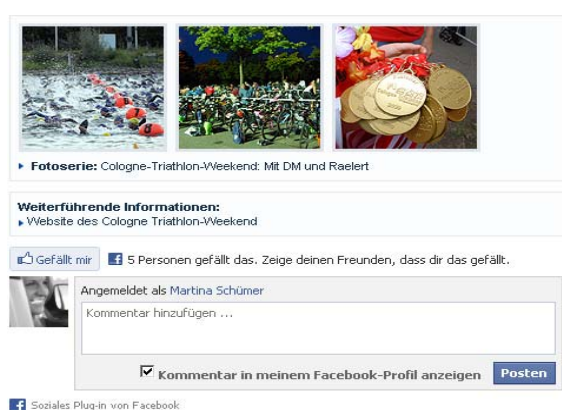 Fotoserie: Cologne-Triathlon-Weekend: Mit DM und Raelert
Weiterführende Informationen:
Website des Cologne Triathlon-Weekend
Gefällt mir 5 Personen gefällt das. Zeige deinen Freunden, dass dir das gefällt.
Angemeldet als Martina Schümer
Kommentar hinzufügen ...
Kommentar in meinem Facebook-Profil anzeigen Posten
Soziales Plug-in von Facebook